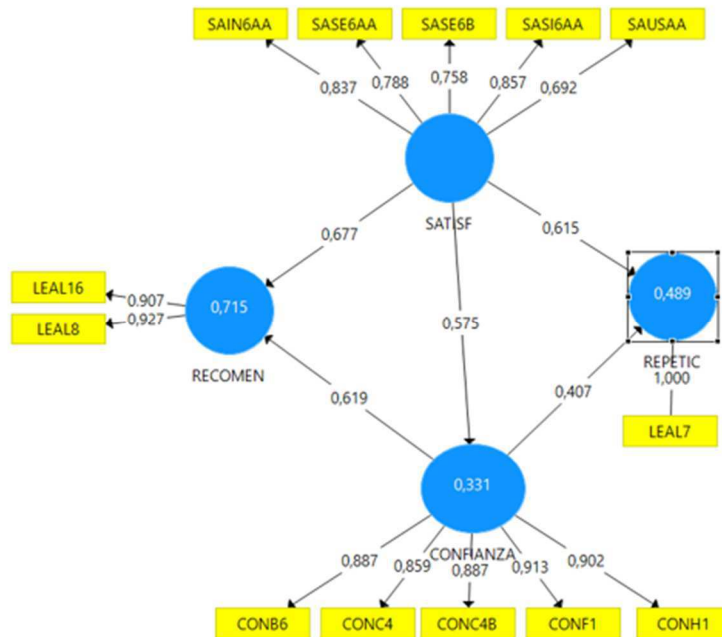 SAIN6AA SASE6AA SASE6B SASI6AA SAUSAA
0,837 0,788 0,758 0,857 0,692
SATISF
0,677 0,615
LEAL16
LEAL8
0.907
0,927
0,715
RECOMEN
0,575
0,489
REPETIC
1,000
LEAL7
0,619 0,407
0,331
CONFIANZA
0,887 0,859 0,887 0,913 0,902
CONB6 CONC4 CONC4B CONF1 CONH1